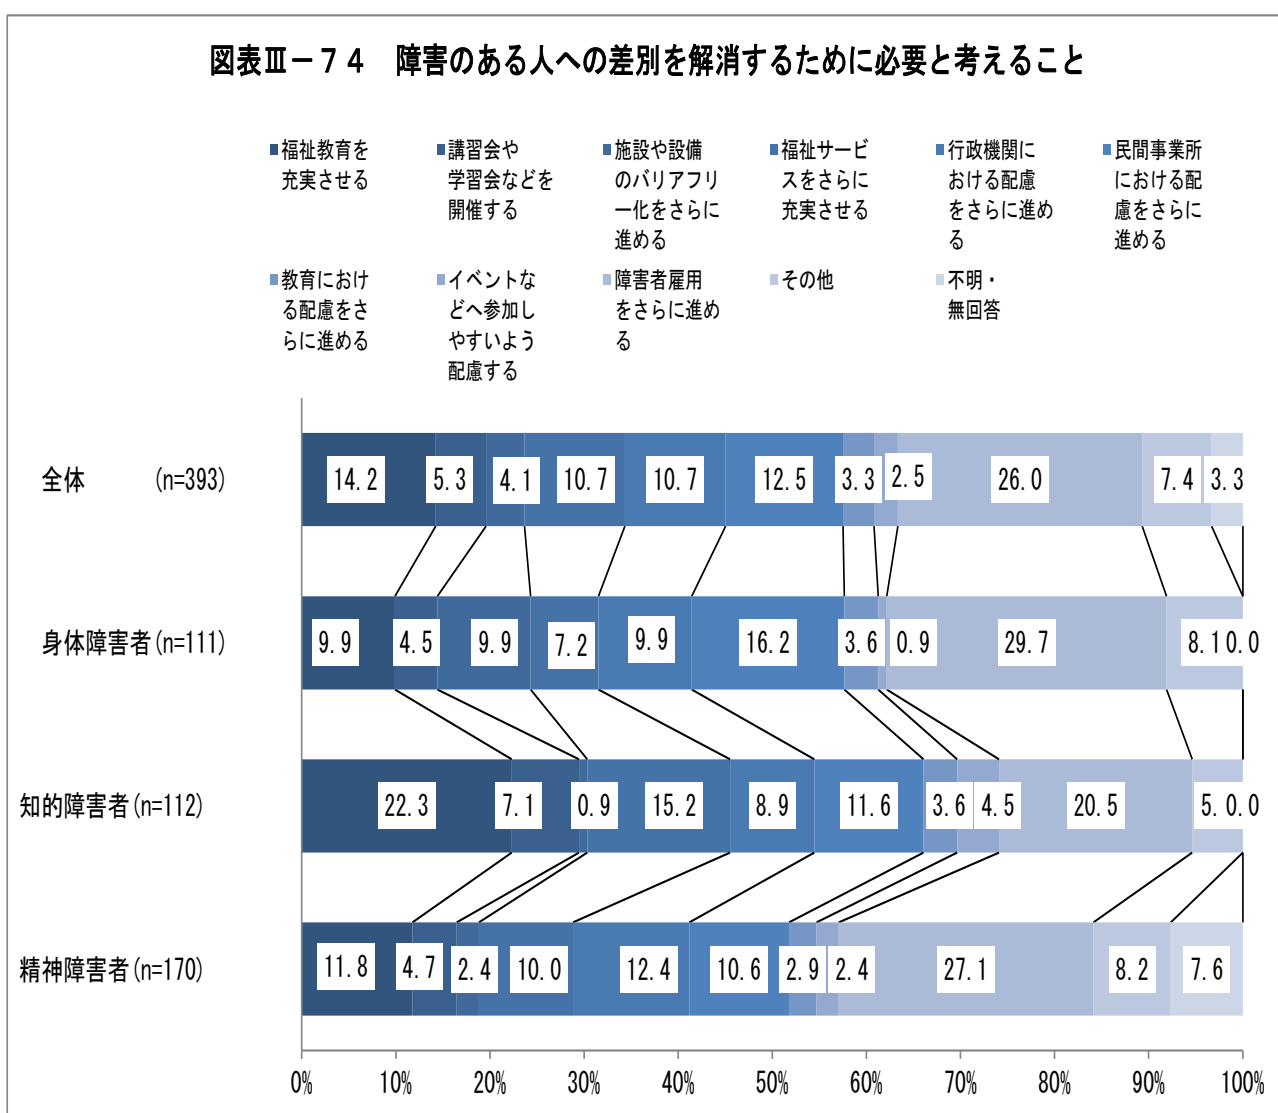 図表Ⅲ－７４　障害のある人への差別を解消するために必要と考えること
福祉教育を
充実させる
講習会や
学習会などを
開催する
施設や設備
のバリアフリ
ー化をさらに
進める
福祉サービ
スをさらに
充実させる
行政機関に
おける配慮
をさらに進め
る
民間事業所
における配
慮をさらに
進める
教育におけ
る配慮をさ
らに進める
イベントな
どへ参加し
やすいよう
配慮する
障害者雇用
をさらに進め
る
その他
不明・
無回答
全体 (n=393) 14.2 5.3 4.1 10.7 10.7 12.5 3.3 2.5 26.0 7.4 3.3
身体障害者(n=111) 9.9 4.5 9.9 7.2 9.9 16.2 3.6 0.9 29.7 8.1 0.0
知的障害者(n=112) 22.3 7.1 0.9 15.2 8.9 11.6 3.6 4.5 20.5 5. 0.0
精神障害者(n=170) 11.8 4.7 2.4 10.0 12.4 10.6 2.9 2.4 27.1 8.2 7.6
0% 10% 20% 30% 40% 50% 60% 70% 80% 90% 100%